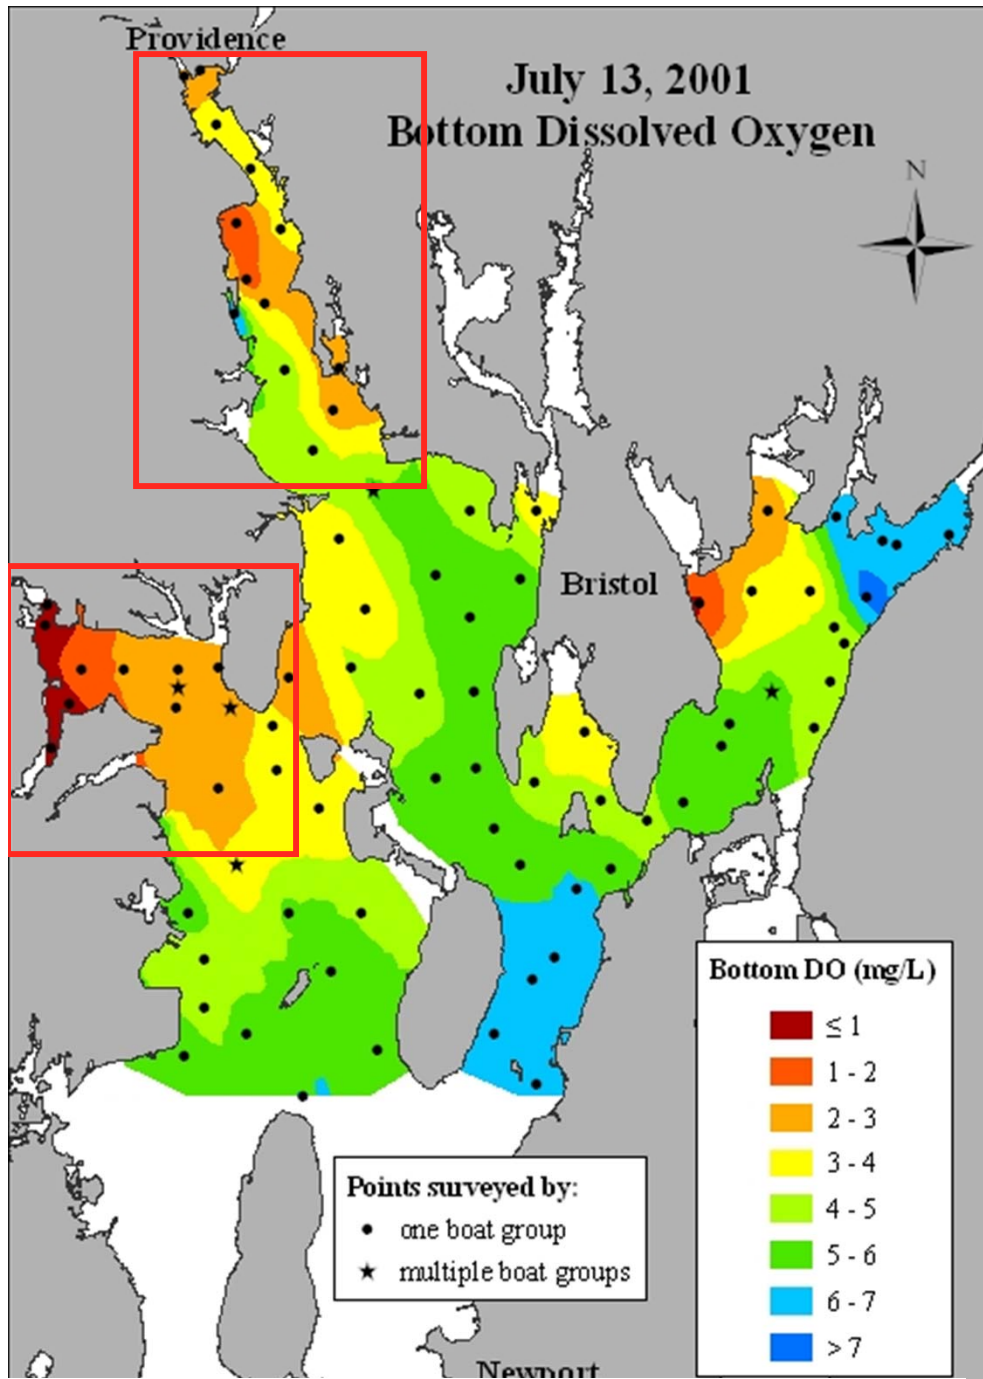 Providence
July 13, 2001
Bottom Dissolved Oxygen
N
Bristol
Bottom DO (mg/L)
≤ 1
1 - 2
2 - 3
3 - 4
4 - 5
5 - 6
6 - 7
> 7
Points surveyed by:
one boat group
multiple boat groups
Newport